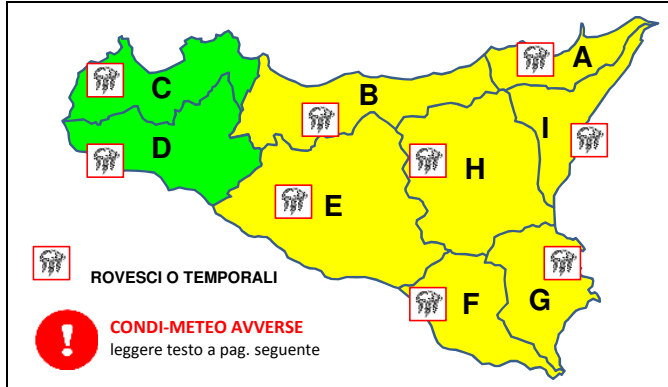 A
C
B
I
D
H
E
F
G
ROVESCI O TEMPORALI
CONDI-METEO AVVERSE
leggere testo a pag. seguente